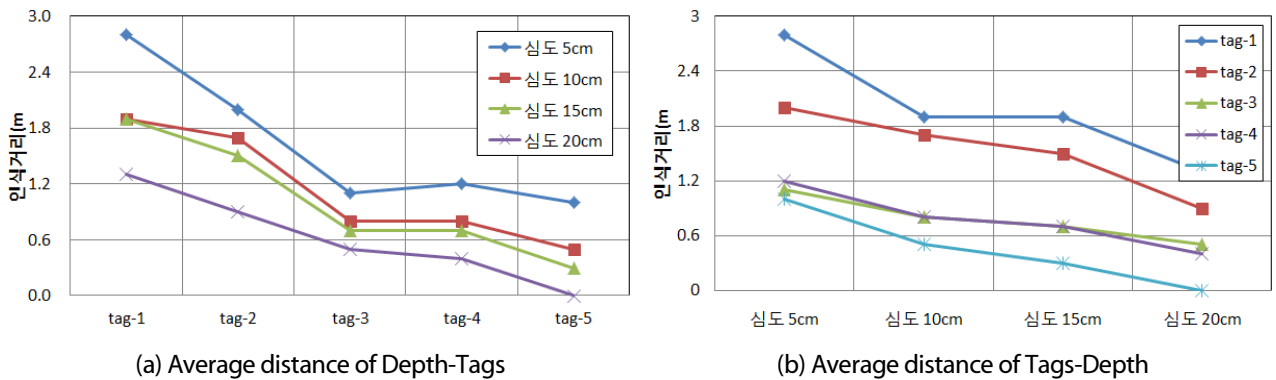 3.0
2.4
1.8
1.2
0.6
0.0
인식거리(m
심도 5cm
심도 10cm
심도 15cm
심도 20cm
tag-1 tag-2 tag-3 tag-4 tag-5
(a) Average distance of Depth-Tags
3
2.4
1.8
1.2
0.6
0
인식거리(m
tag-1
tag-2
tag-3
tag-4
tag-5
심도 5cm 심도 10cm 심도 15cm 심도 20cm
(b) Average distance of Tags-Depth